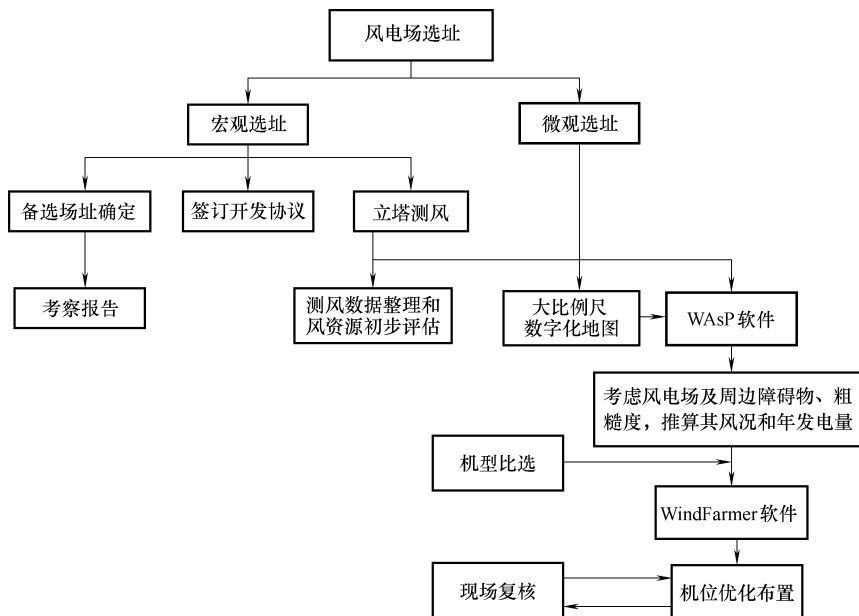 风电场选址
宏观选址
微观选址
备选场址确定
签订开发协议
立塔测风
考察报告
测风数据整理和
风资源初步评估
大比例尺
数字化地图
WAsP软件
考虑风电场及周边障碍物、粗
糙度，推算其风况和年发电量
机型比选
WindFarmer软件
现场复核
机位优化布置